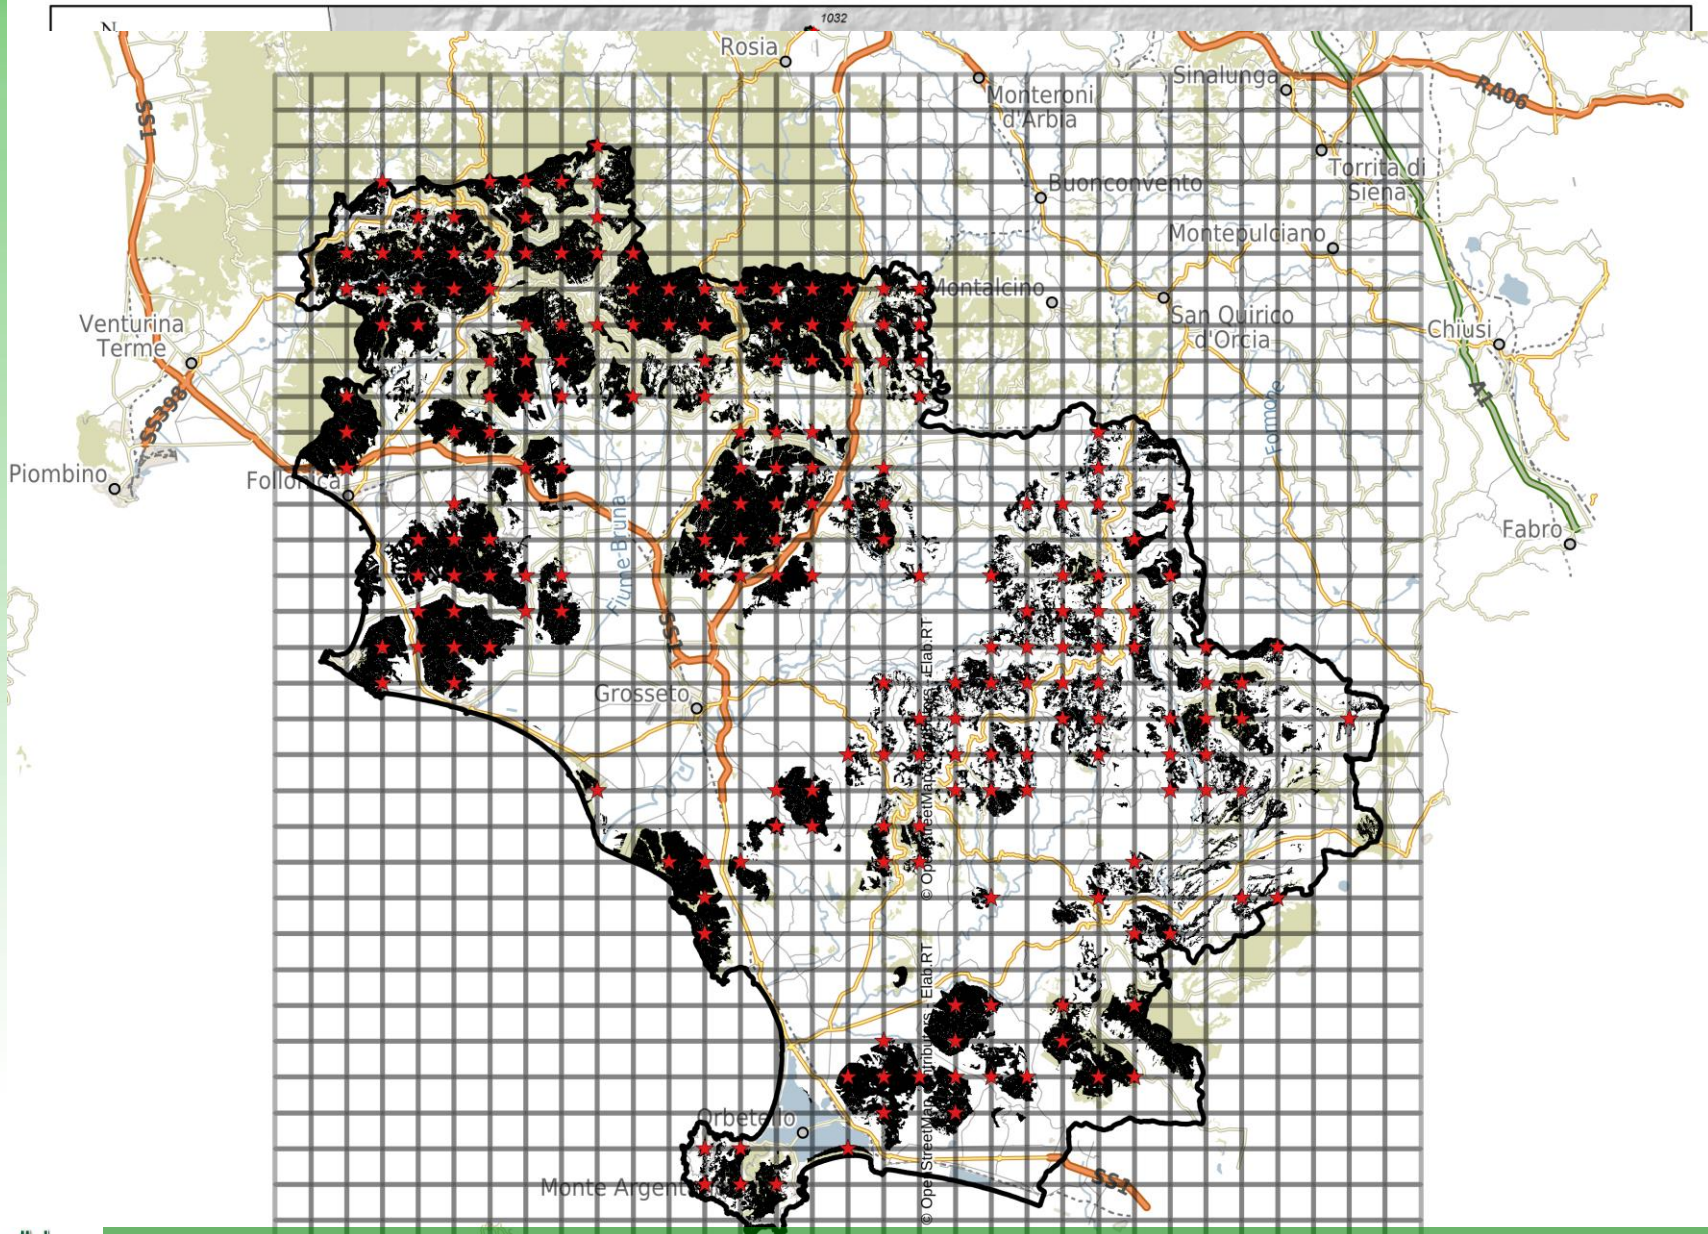 1032
N
Rosia
Sinalunga
RA06
SS1
Monteroni
d'Arbia
Torrita di
Siena
Buonconvento
Montepulciano
Montalcino
San Quirico
d'Orcia
Chiusi
Venturina
Terme
A1
SS398
Piombino
Follonica
Fiume Bruna
Fabro
SS1
Grosseto
© OpenStreetMap contributors - Elab.RT
© OpenStreetMap contributors - Elab.RT
Orbetello
Monte Argent
SS1